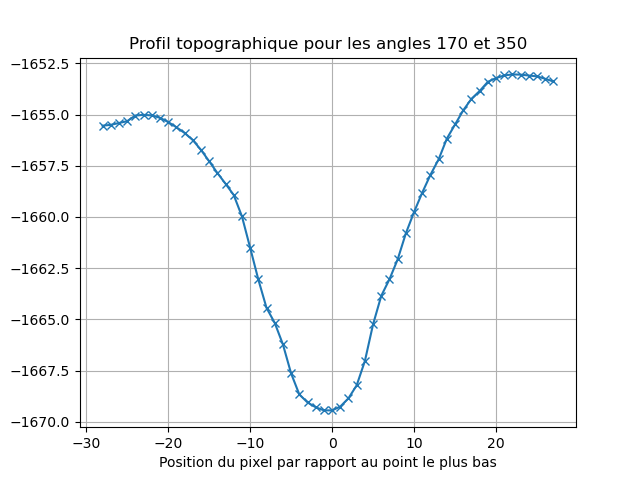 Profil topographique pour les angles 170 et 350
−1652.5
−1655.0
−1657.5
−1660.0
−1662.5
−1665.0
−1667.5
−1670.0
−30 −20 −10 0 10 20
Position du pixel par rapport au point le plus bas